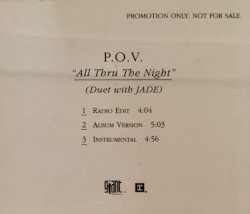 PROMOTION ONLY. NOT FOR SALE
P.O.V.
"All Thru The Night"
(Duet with JADE)
1 RADIO EDIT 4:04
2 ALBUM VERSION 5:03
3 INSTRUMENTAL 4:56
giant